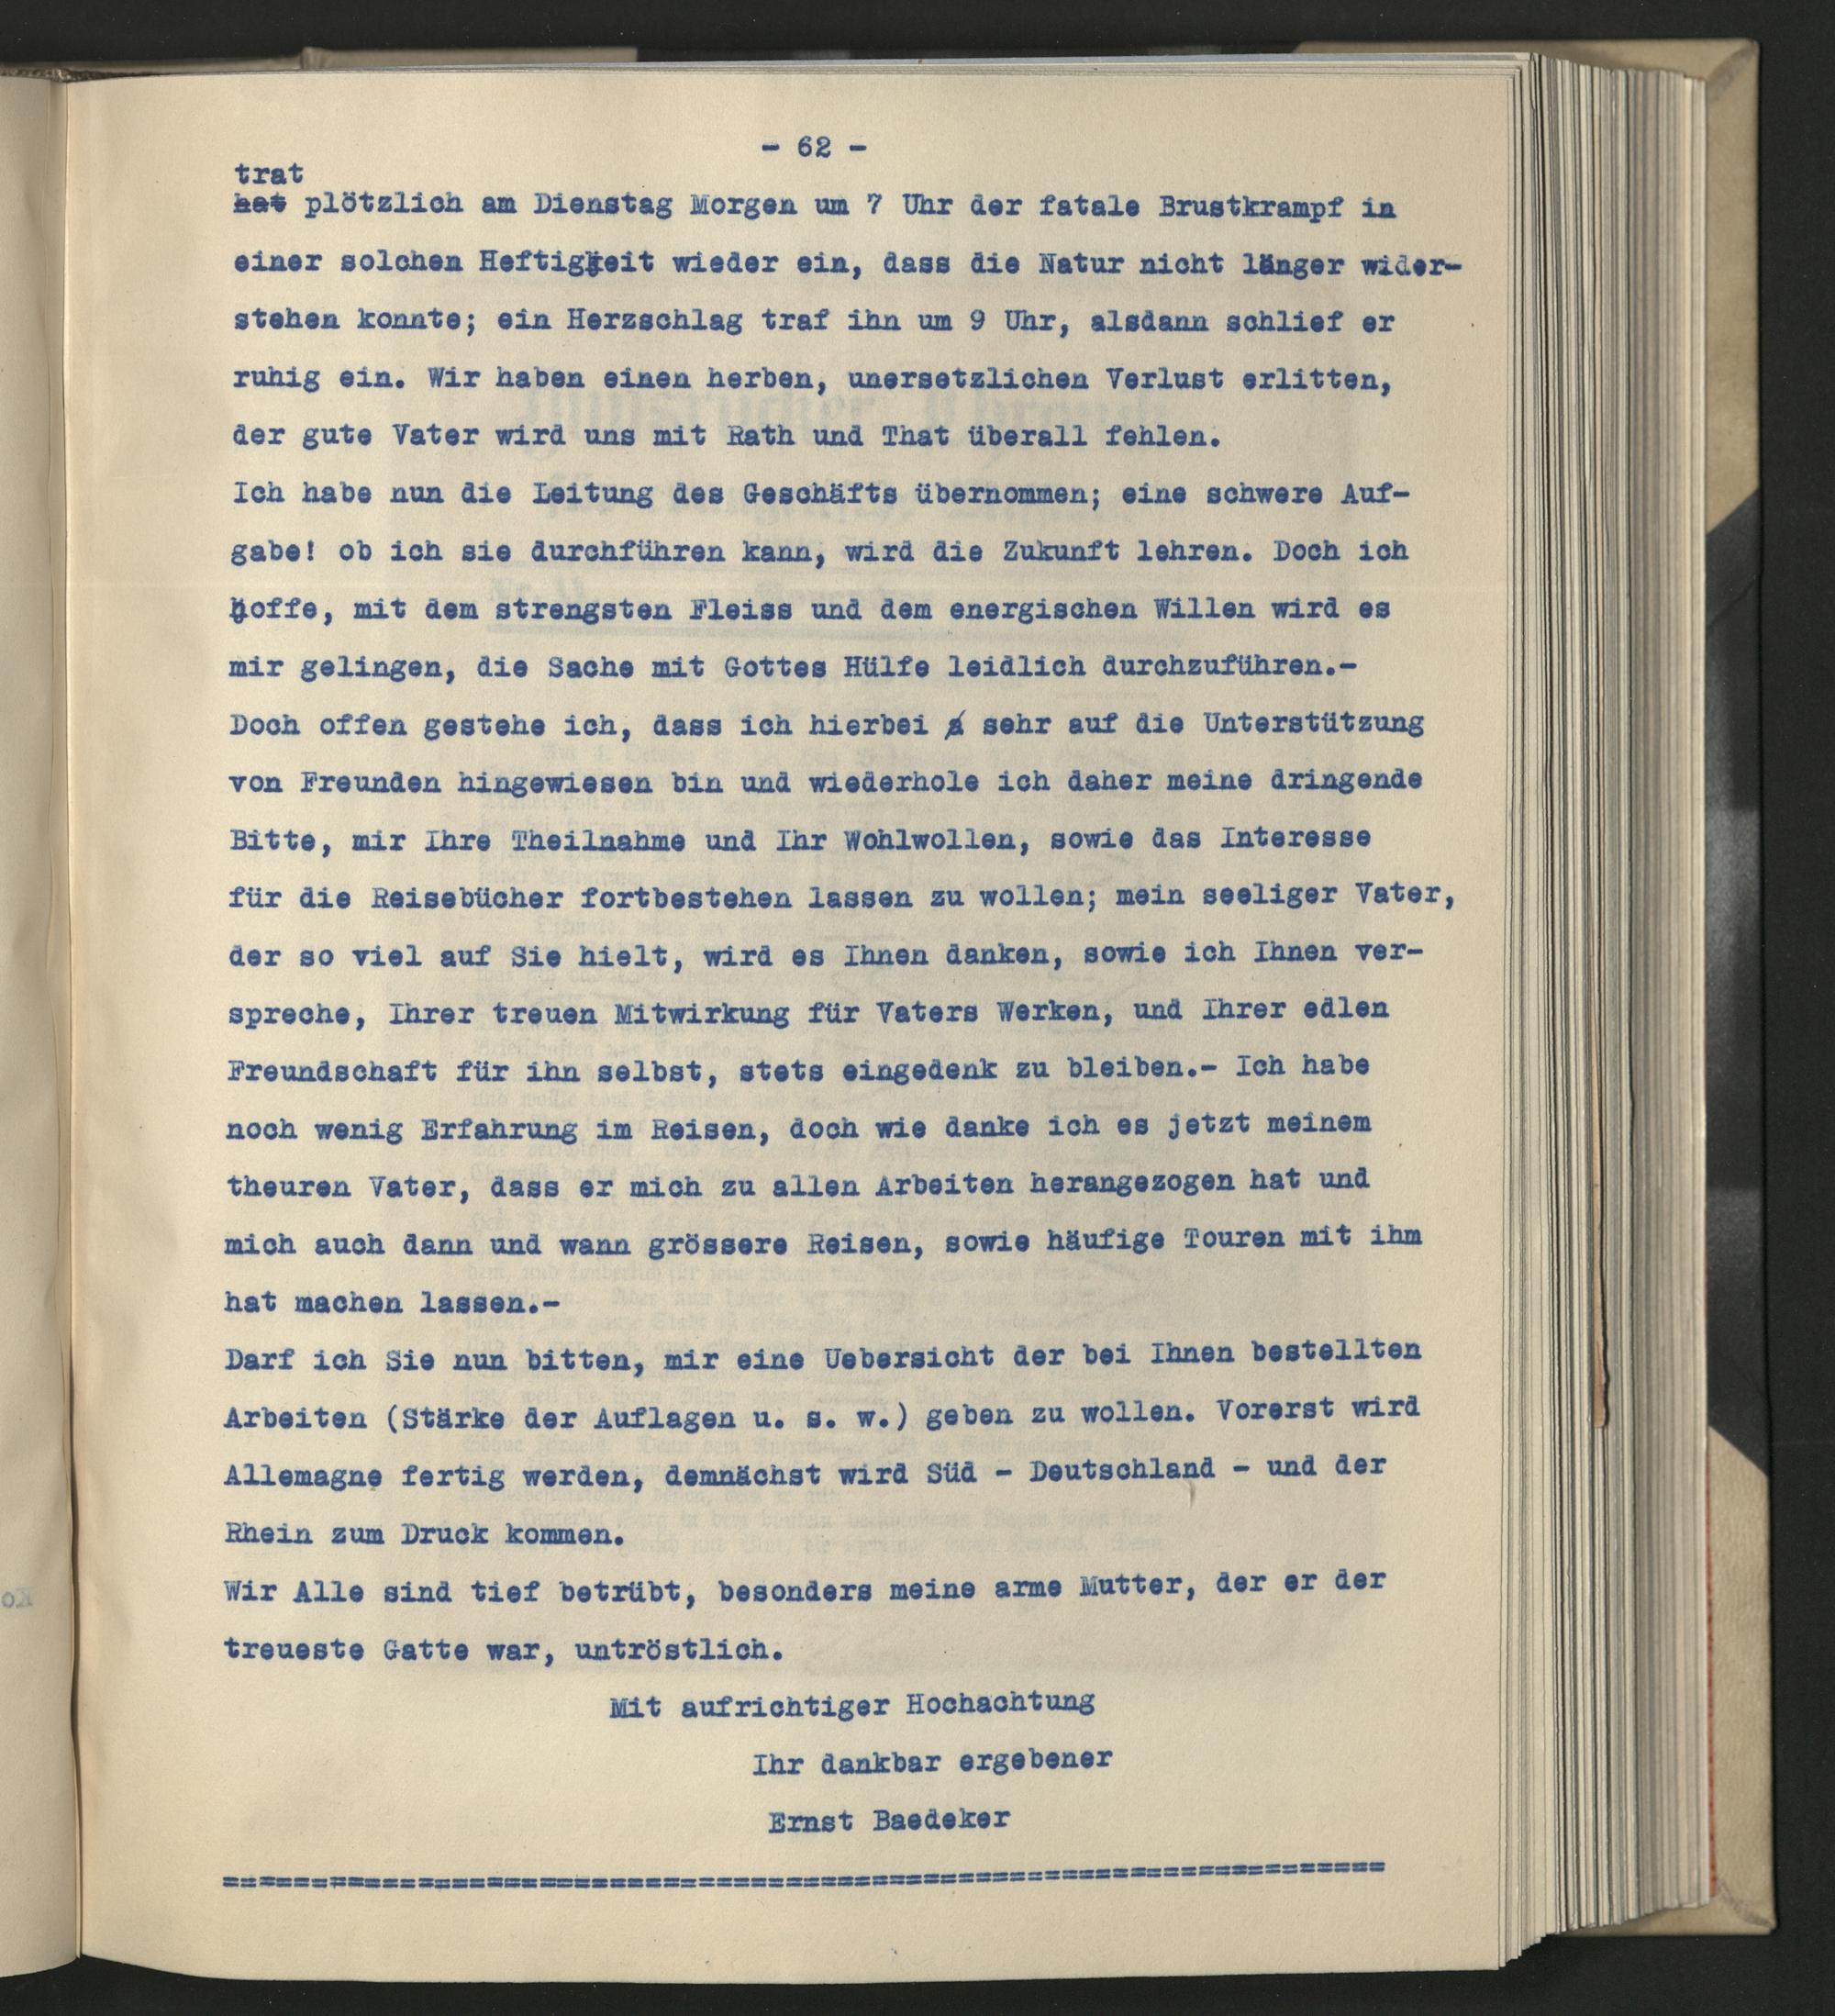 - 62 -
trat
hat plötzlich am Dienstag Morgen um 7 Uhr der fatale Brustkrampf in
einer solchen Heftigkeit wieder ein, dass die Natur nicht länger wider-
stehen konnte; ein Herzschlag traf ihn um 9 Uhr, alsdann schlief er
ruhig ein. Wir haben einen herben, unersetzlichen Verlust erlitten,
der gute Vater wird uns mit Rath und That überall fehlen.
Ich habe nun die Leitung des Geschäfts übernommen; eine schwere Auf-
gabe! ob ich sie durchführen kann, wird die Zukunft lehren. Doch ich
hoffe, mit dem strengsten Fleiss und dem energischen Willen wird es
mir gelingen, die Sache mit Gottes Hülfe leidlich durchzuführen.-
Doch offen gestehe ich, dass ich hierbei sehr auf die Unterstützung
von Freunden hingewiesen bin und wiederhole ich daher meine dringende
Bitte, mir Ihre Theilnahme und Ihr Wohlwollen, sowie das Interesse
für die Reisebücher fortbestehen lassen zu wollen; mein seeliger Vater,
der so viel auf Sie hielt, wird es Ihnen danken, sowie ich Ihnen ver-
spreche, Ihrer treuen Mitwirkung für Vaters Werken, und Ihrer edlen
Freundschaft für ihn selbst, stets eingedenk zu bleiben.- Ich habe
noch wenig Erfahrung im Reisen, doch wie danke ich es jetzt meinem
theuren Vater, dass er mich zu allen Arbeiten herangezogen hat und
mich auch dann und wann grössere Reisen, sowie häufige Touren mit ihm
hat machen lassen.-
Darf ich Sie nun bitten, mir eine Uebersicht der bei Ihnen bestellten
Arbeiten (Stärke der Auflagen u. s. w.) geben zu wollen. Vorerst wird
Allemagne fertig werden, demnächst wird Süd - Deutschland - und der
Rhein zum Druck kommen.
Wir Alle sind tief betrübt, besonders meine arme Mutter, der er der
treueste Gatte war, untröstlich.
Mit aufrichtiger Hochachtung
Ihr dankbar ergebener
Ernst Baedeker